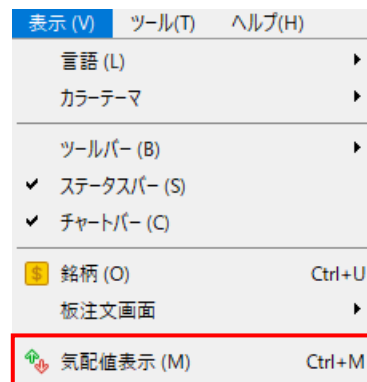 表示 (V) ツール(T) ヘルプ(H)
言語 (L)
カラーテーマ
ツールバー (B)
ステータスバー (S)
チャートバー (C)
銘柄 (O) Ctrl+U
板注文画面
気配値表示 (M) Ctrl+M